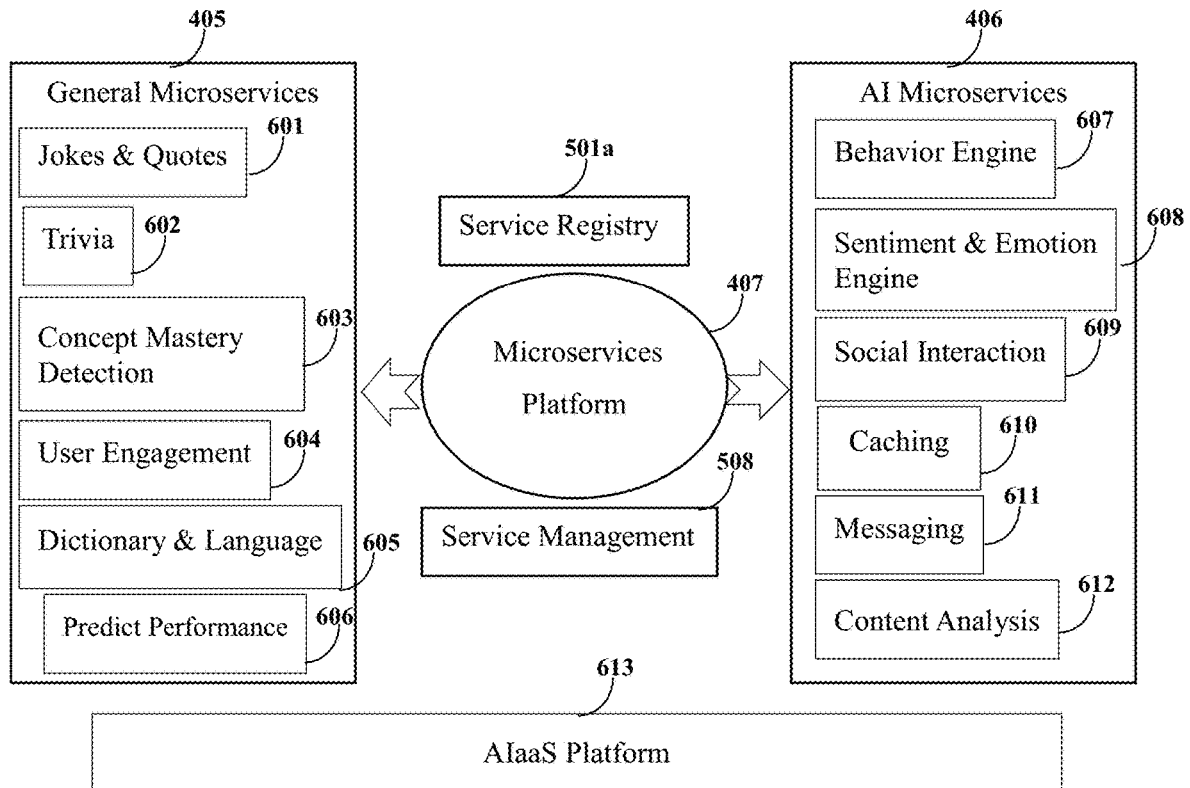 405
General Microservices
Jokes & Quotes
601
Trivia
602
Concept Mastery
Detection
603
User Engagement
604
Dictionary & Language
605
Predict Performance
606
501a
Service Registry
407
Microservices
Platform
508
Service Management
406
AI Microservices
607
Behavior Engine
608
Sentiment & Emotion
Engine
609
Social Interaction
610
Caching
611
Messaging
612
Content Analysis
613
AIaaS Platform